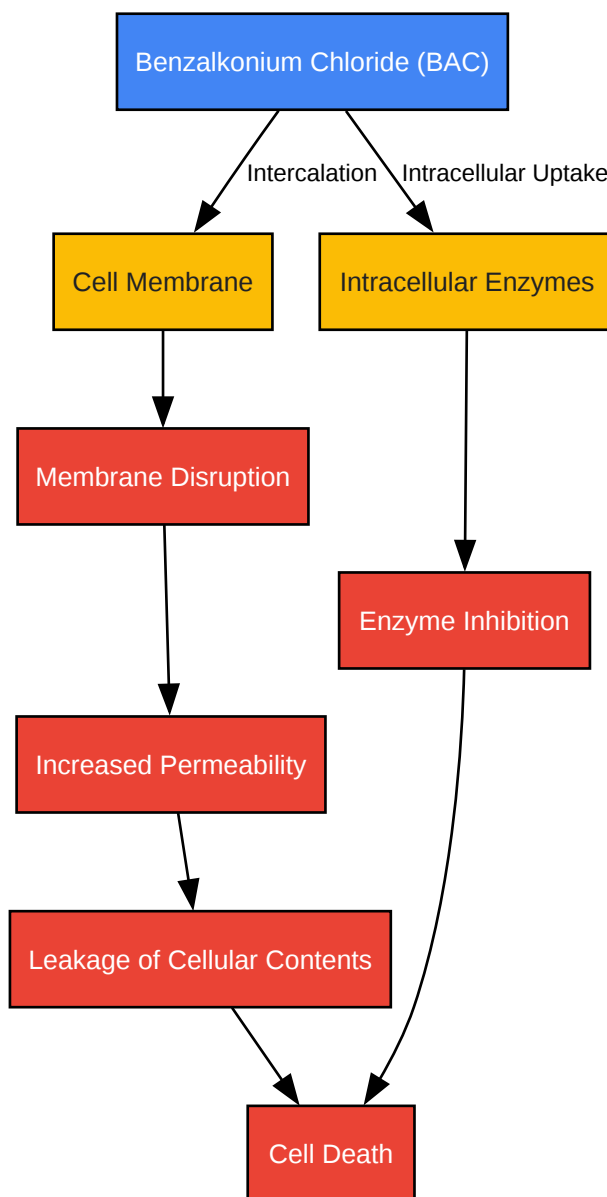 Benzalkonium Chloride (BAC)
Intercalation
Intracellular Uptake
Cell Membrane
Intracellular Enzymes
Membrane Disruption
Enzyme Inhibition
Increased Permeability
Leakage of Cellular Contents
Cell Death